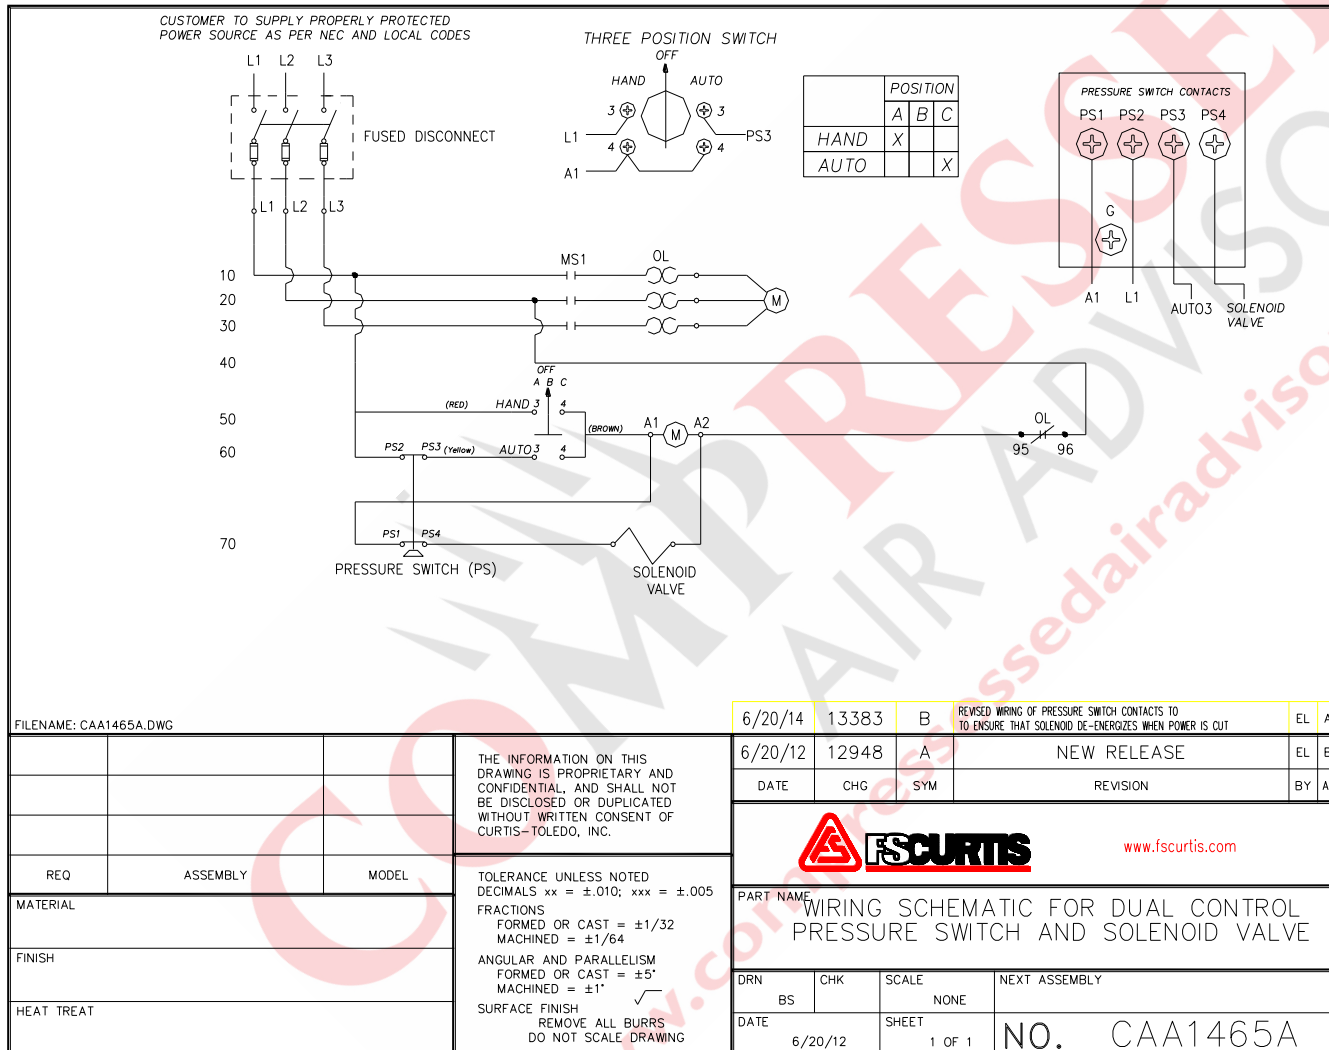 CUSTOMER TO SUPPLY PROPERLY PROTECTED
POWER SOURCE AS PER NEC AND LOCAL CODES
L1 L2 L3
FUSED DISCONNECT
L1 L2 L3
THREE POSITION SWITCH
OFF
HAND AUTO
3 3
L1 PS3
4 4
A1
POSITION
A B C
HAND X
AUTO X
PRESSURE SWITCH CONTACTS
PS1 PS2 PS3 PS4
G
A1 L1 AUTO3 SOLENOID
VALVE
MS1 OL
10
20 M
30
40
OFF
A B C
50 (RED) HAND 3 4
(BROWN) A1 M A2 OL
95 96
60 PS2 PS3 (Yellow) AUTO 3 4
70 PS1 PS4
PRESSURE SWITCH (PS)
SOLENOID
VALVE
COMPRESSE
AIR ADVISO
www.compressedairadviso
FILENAME: CAA1465A.DWG
6/20/14 13383 B REVISED WIRING OF PRESSURE SWITCH CONTACTS TO
TO ENSURE THAT SOLENOID DE-ENERGIZES WHEN POWER IS CUT EL
6/20/12 12948 A NEW RELEASE EL
DATE CHG SYM REVISION BY
THE INFORMATION ON THIS
DRAWING IS PROPRIETARY AND
CONFIDENTIAL, AND SHALL NOT
BE DISCLOSED OR DUPLICATED
WITHOUT WRITTEN CONSENT OF
CURTIS-TOLEDO, INC.
REQ ASSEMBLY MODEL
MATERIAL
FINISH
HEAT TREAT
TOLERANCE UNLESS NOTED
DECIMALS xx = ±.010; xxx = ±.005
FRACTIONS
FORMED OR CAST = ±1/32
MACHINED = ±1/64
ANGULAR AND PARALLELISM
FORMED OR CAST = ±5°
MACHINED = ±1°
SURFACE FINISH
REMOVE ALL BURRS
DO NOT SCALE DRAWING
FSCURTIS
www.fscurtis.com
PART NAME
WIRING SCHEMATIC FOR DUAL CONTROL
PRESSURE SWITCH AND SOLENOID VALVE
DRN CHK SCALE NEXT ASSEMBLY
BS NONE
DATE SHEET
6/20/12 1 OF 1 NO. CAA1465A